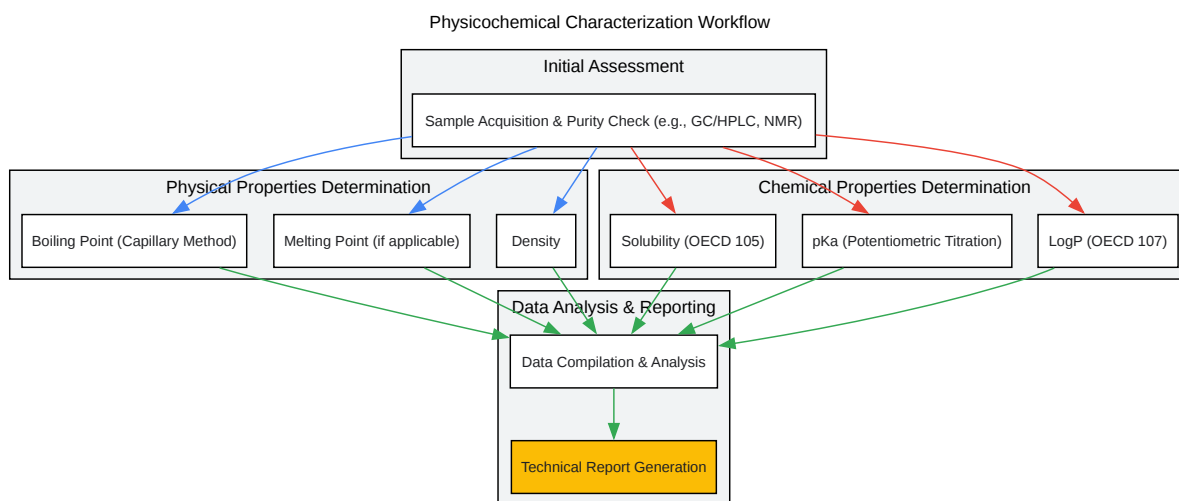 Physicochemical Characterization Workflow
Initial Assessment
Sample Acquisition & Purity Check (e.g., GC/HPLC, NMR)
Physical Properties Determination
Chemical Properties Determination
Boiling Point (Capillary Method)
Melting Point (if applicable)
Density
Solubility (OECD 105)
pKa (Potentiometric Titration)
LogP (OECD 107)
Data Analysis & Reporting
Data Compilation & Analysis
Technical Report Generation